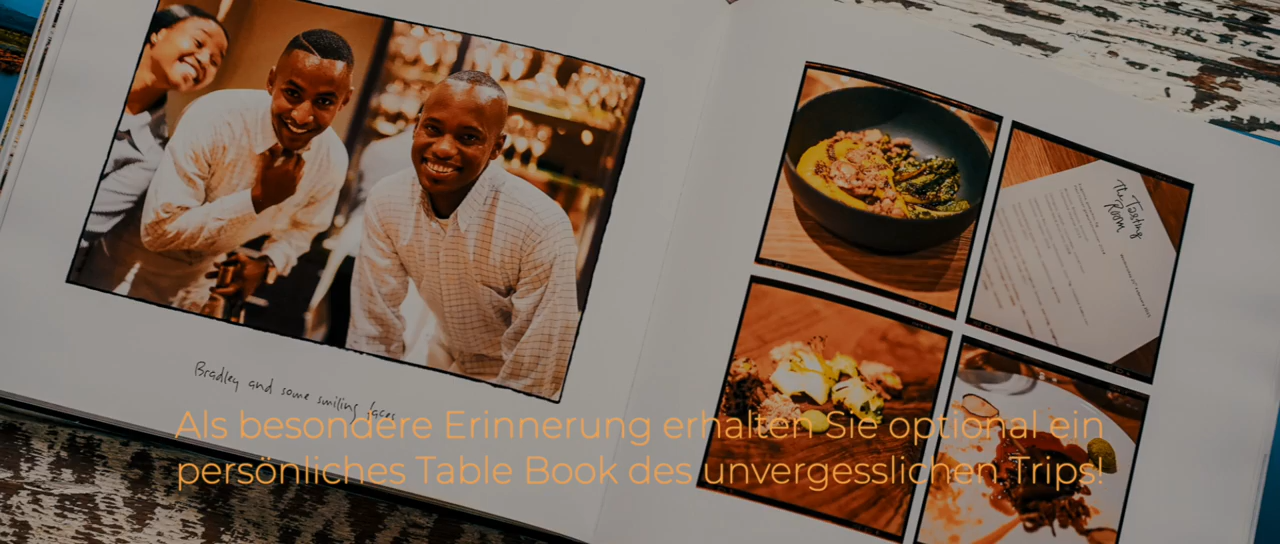 The Tasting
Room
Bradley and some smiling faces
Als besondere Erinnerung erhalten Sie optional ein
persönliches Table Book des unvergesslichen Trips!